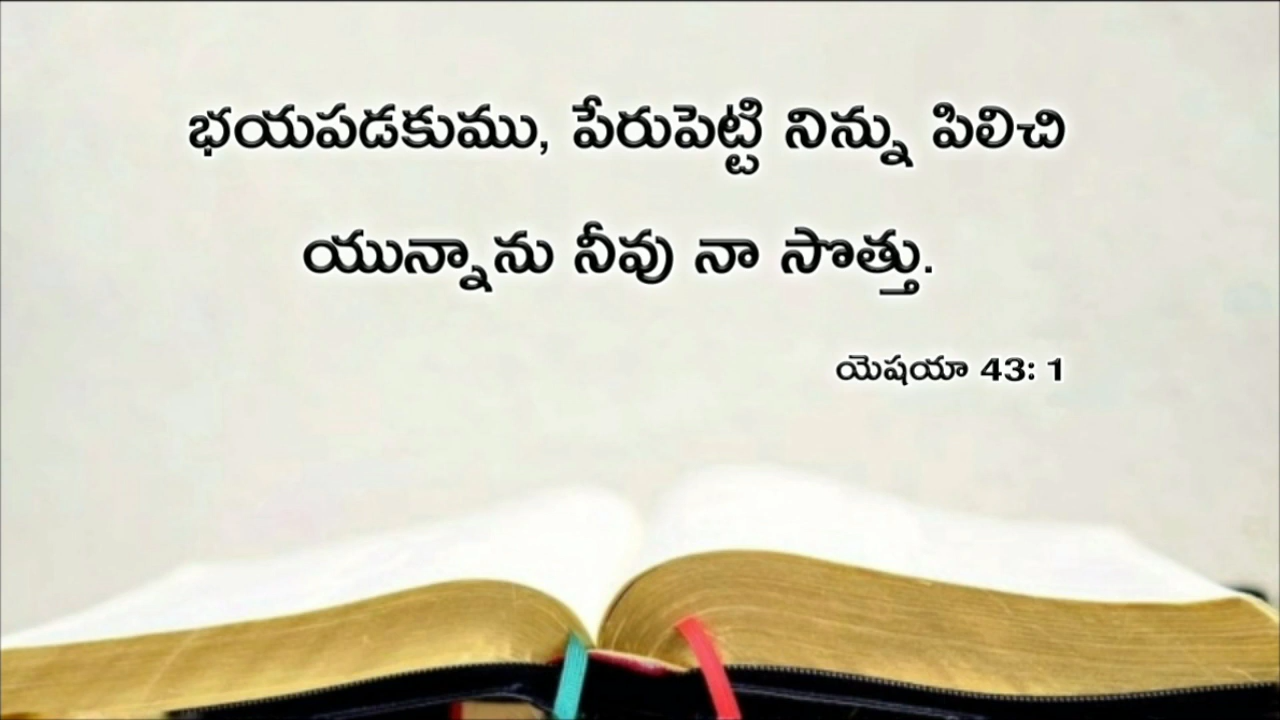 భయపడకుము, పేరుపెట్టి నిన్ను పిలిచి
యున్నాను నీవు నా సొత్తు.
యెషయా 43: 1